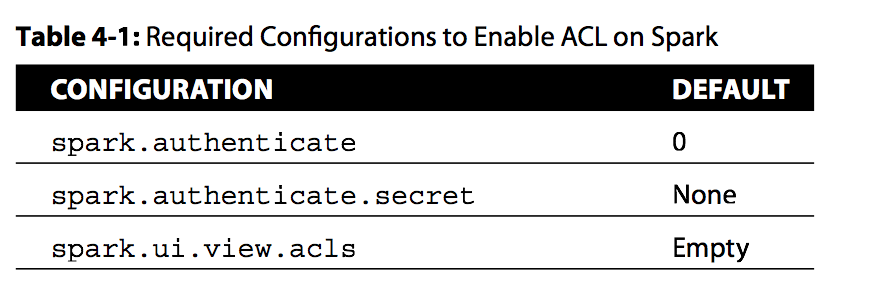 Table 4-1: Required Configurations to Enable ACL on Spark
CONFIGURATION DEFAULT
spark.authenticate 0
spark.authenticate.secret None
spark.ui.view.acls Empty